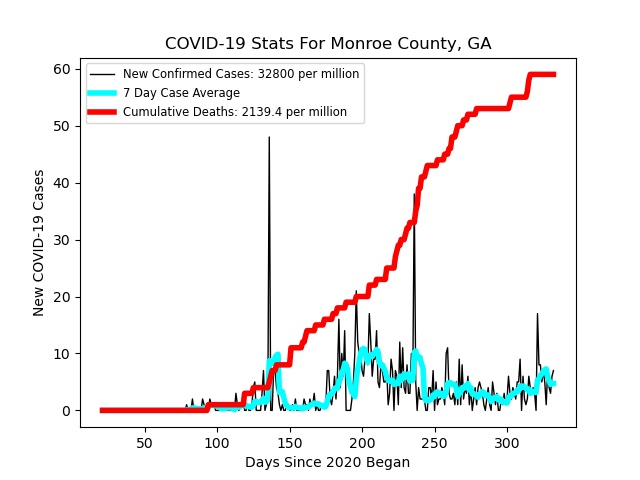 COVID-19 Stats For Monroe County, GA
New Confirmed Cases: 32800 per million
7 Day Case Average
Cumulative Deaths: 2139.4 per million
60
50
40
30
20
10
0
New COVID-19 Cases
50 100 150 200 250 300
Days Since 2020 Began